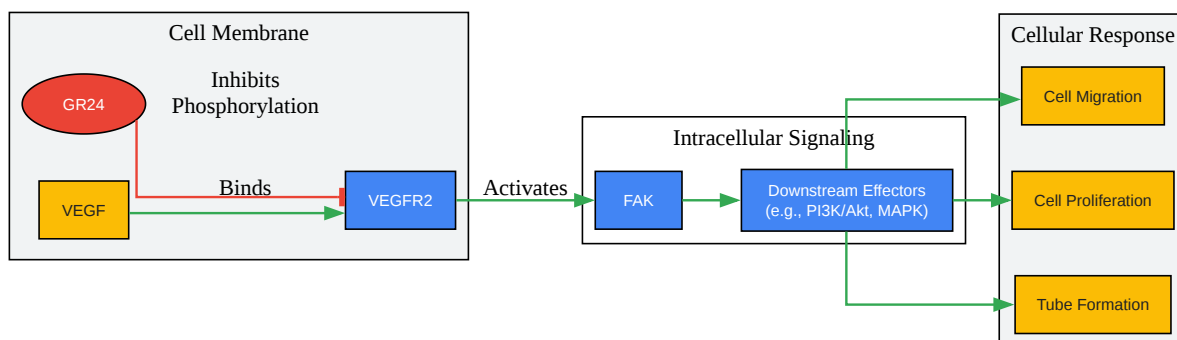 Cell Membrane
Inhibits
Phosphorylation
GR24
Binds
VEGF
VEGFR2
Activates
Intracellular Signaling
FAK
Downstream Effectors
(e.g., PI3K/Akt, MAPK)
Cellular Response
Cell Migration
Cell Proliferation
Tube Formation